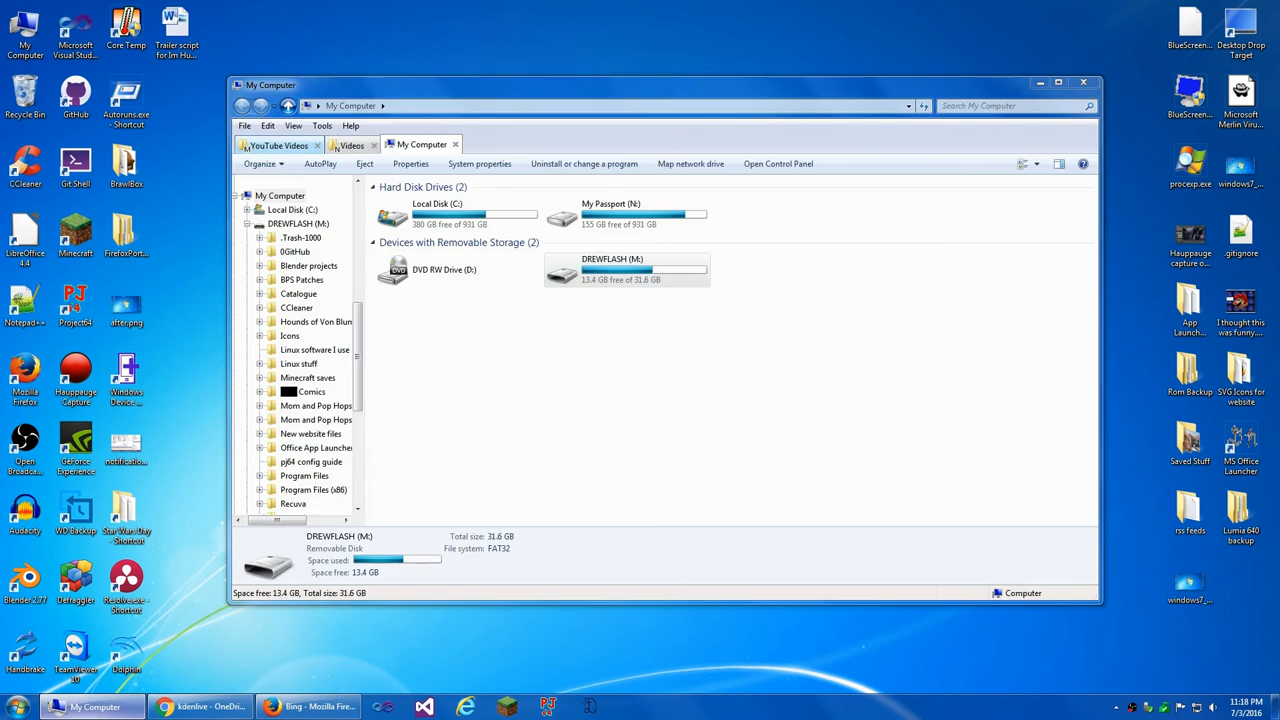 My Computer
Microsoft Visual Stud...
Core Temp
Trailer script for Im Hu...
Recycle Bin
GitHub
Autoruns.exe - Shortcut
CCleaner
Git Shell
BrawlBox
LibreOffice 4.4
Minecraft
FirefoxPort...
Notepad++
Project64
after.png
Mozilla Firefox
Hauppauge Capture
Windows Device ...
Open Broadca...
GeForce Experience
notificatio...
Audacity
WD Backup
Star Wars Day - Shortcut
Blender 2.77
Defraggler
Resolve.exe - Shortcut
Handbrake
TeamViewer 10
Dolphin
My Computer
My Computer
Search My Computer
File Edit View Tools Help
YouTube Videos Videos My Computer
Organize AutoPlay Eject Properties System properties Uninstall or change a program Map network drive Open Control Panel
My Computer
Local Disk (C:)
DREWFLASH (M:)
.Trash-1000
0GitHub
Blender projects
BPS Patches
Catalogue
CCleaner
Hounds of Von Blum
Icons
Linux software I use
Linux stuff
Minecraft saves
Comics
Mom and Pop Hops
Mom and Pop Hops
New website files
Office App Launcher
pj64 config guide
Program Files
Program Files (x86)
Recuva
Hard Disk Drives (2)
Local Disk (C:)
380 GB free of 931 GB
My Passport (N:)
155 GB free of 931 GB
Devices with Removable Storage (2)
DVD
DVD RW Drive (D:)
DREWFLASH (M:)
13.4 GB free of 31.6 GB
DREWFLASH (M:) Total size: 31.6 GB
Removable Disk File system: FAT32
Space used:
Space free: 13.4 GB
Space free: 13.4 GB, Total size: 31.6 GB
Computer
BlueScreen...
Desktop Drop Target
BlueScreen...
Microsoft Merlin Viru...
procexp.exe
windows7_...
Hauppauge capture o...
.gitignore
App Launch...
I thought this was funny....
Rom Backup
SVG Icons for website
Saved Stuff
MS Office Launcher
rss feeds
Lumia 640 backup
windows7_...
My Computer
kdenlive - OneDri...
Bing - Mozilla Fire...
11:18 PM
7/3/2016